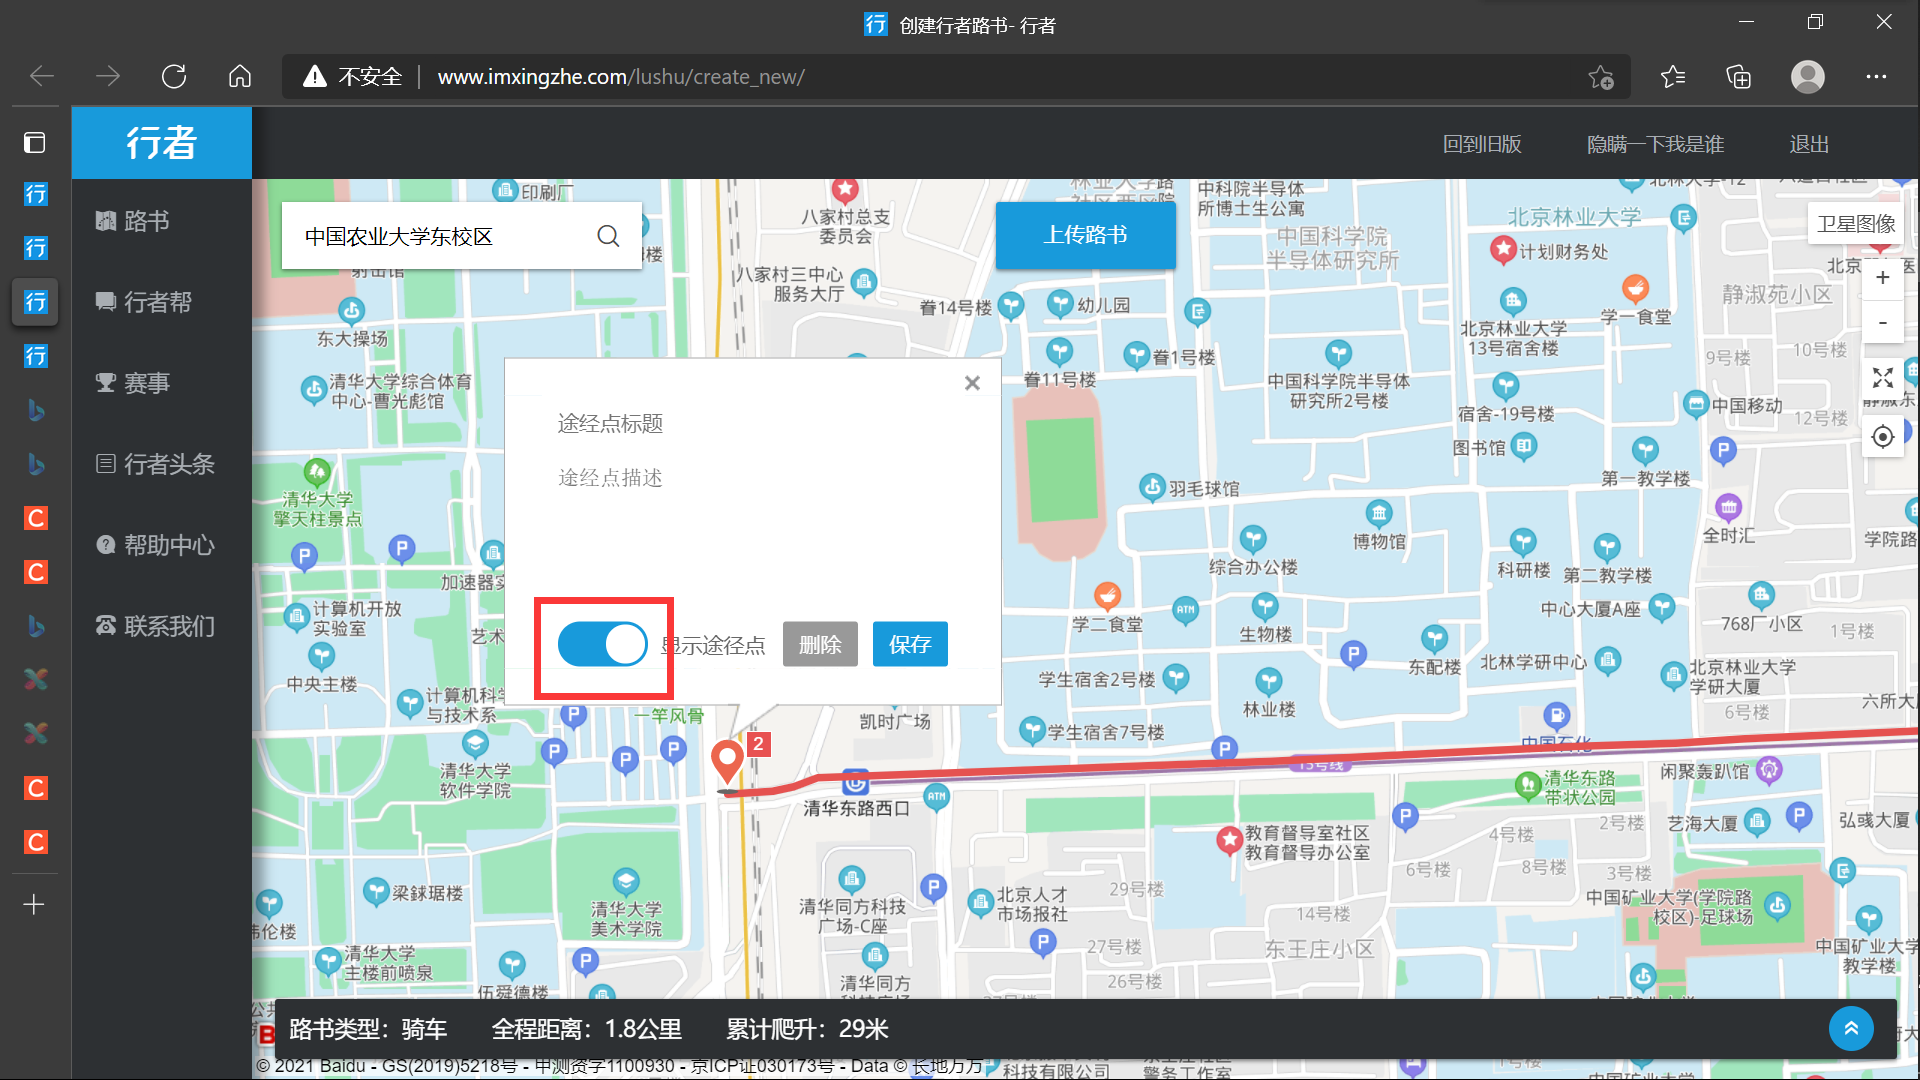 创建行者路书- 行者
不安全
www.imxingzhe.com/lushu/create_new/
行者
回到旧版
隐瞒一下我是谁
退出
路书
行者帮
赛事
行者头条
帮助中心
联系我们
中国农业大学东校区
上传路书
卫星图像
+
-
途经点标题
途经点描述
显示途经点
删除
保存
2
印刷厂
东大操场
清华大学综合体育
中心-曹光彪馆
清华大学
擎天柱景点
计算机开放
实验室
中央主楼
计算机科学
与技术系
清华大学
软件学院
一竿风骨
凯时广场
清华东路西口
梁銶琚楼
清华大学
美术学院
清华大学
主楼前喷泉
伍舜德楼
清华同方科技
广场-C座
清华同方
北京人才
市场报社
八家村总支
委员会
八家村三中心
服务大厅
眷14号楼
幼儿园
眷11号楼
眷1号楼
中科院半导体
所博士生公寓
中国科学院
半导体研究所
中国科学院半导体
研究所2号楼
北京林业大学
计划财务处
学一食堂
静淑苑小区
北京林业大学
13号宿舍楼
9号楼
10号楼
宿舍-19号楼
中国移动
12号楼
图书馆
第一教学楼
羽毛球馆
博物馆
综合办公楼
科研楼
第二教学楼
全时汇
学院路
学二食堂
ATM
生物楼
中心大厦A座
768厂小区
1号楼
东配楼
北林学研中心
北京林业大学
学研大厦
学生宿舍2号楼
林业楼
六所大
6号楼
学生宿舍7号楼
中国石化
15号线
闲聚轰趴馆
清华东路
带状公园
ATM
教育督导室社区
教育督导办公室
4号楼
2号楼
艺海大厦
弘彧大厦
6号楼
8号楼
3号楼
29号楼
14号楼
27号楼
26号楼
东王庄小区
中国矿业大学(学院路
校区)-足球场
中国矿业大学
教学楼
路书类型：骑车
全程距离：1.8公里
累计爬升：29米
© 2021 Baidu - GS(2019)5218号 - 甲测资字1100930 - 京ICP证030173号 - Data © 长地万方
科技有限公司
警务工作室